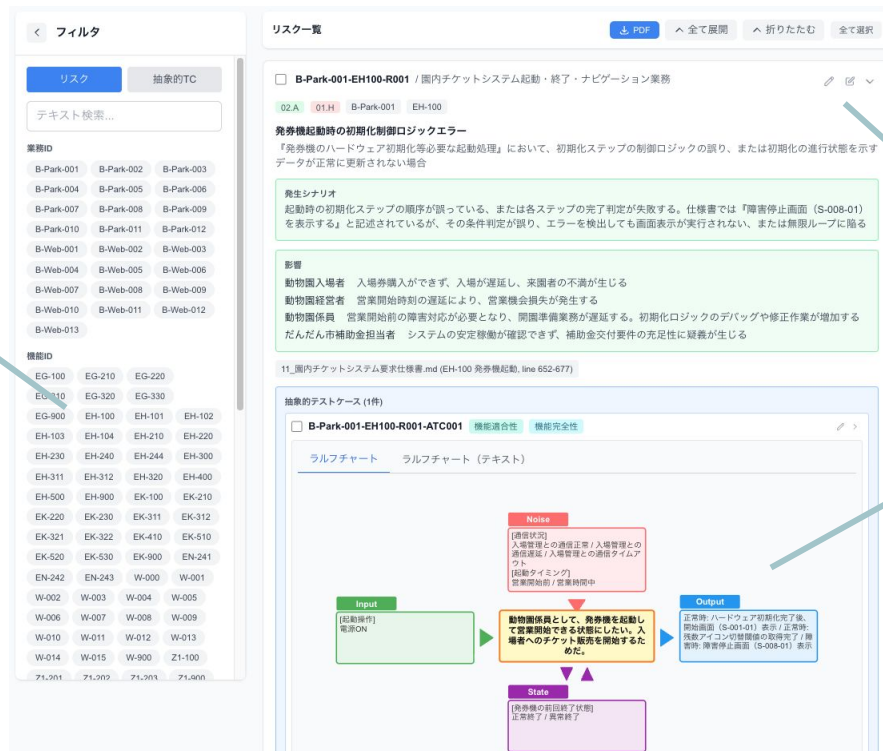 フィルタ
リスク 抽象的TC
テキスト検索...
業務ID
B-Park-001 B-Park-002 B-Park-003
B-Park-004 B-Park-005 B-Park-006
B-Park-007 B-Park-008 B-Park-009
B-Park-010 B-Park-011 B-Park-012
B-Web-001 B-Web-002 B-Web-003
B-Web-004 B-Web-005 B-Web-006
B-Web-007 B-Web-008 B-Web-009
B-Web-010 B-Web-011 B-Web-012
B-Web-013
機能ID
EG-100 EG-210 EG-220
EG-320 EG-330
EG-900 EH-100 EH-101 EH-102
EH-103 EH-104 EH-210 EH-220
EH-230 EH-240 EH-244 EH-300
EH-311 EH-312 EH-320 EH-400
EH-500 EH-900 EK-100 EK-210
EK-220 EK-230 EK-311 EK-312
EK-321 EK-322 EK-410 EK-510
EK-520 EK-530 EK-900 EN-241
EN-242 EN-243 W-000 W-001
W-002 W-003 W-004 W-005
W-006 W-007 W-008 W-009
W-010 W-011 W-012 W-013
W-014 W-015 W-900 Z1-100
Z1-201 Z1-202 Z1-203 Z1-900
リスク一覧 PDF 全て展開 折りたたむ 全て選択
B-Park-001-EH100-R001 / 園内チケットシステム起動・終了・ナビゲーション業務
02.A 01.H B-Park-001 EH-100
発券機起動時の初期化制御ロジックエラー
『発券機のハードウェア初期化等必要な起動処理』において、初期化ステップの制御ロジックの誤り、または初期化の進行状態を示す
データが正常に更新されない場合
発生シナリオ
起動時の初期化ステップの順序が誤っている、または各ステップの完了判定が失敗する。仕様書では『障害停止画面（S-008-01）
を表示する』と記述されているが、その条件判定が誤り、エラーを検出しても画面表示が実行されない、または無限ループに陥る
影響
動物園入場者 入場券購入ができず、入場が遅延し、来園者の不満が生じる
動物園経営者 営業開始時刻の遅延により、営業機会損失が発生する
動物園係員 営業開始前の障害対応が必要となり、開園準備業務が遅延する。初期化ロジックのデバッグや修正作業が増加する
だんだん市補助金担当者 システムの安定稼働が確認できず、補助金交付要件の充足性に疑義が生じる
11_園内チケットシステム要求仕様書.md (EH-100 発券機起動, line 652-677)
抽象的テストケース (1件)
B-Park-001-EH100-R001-ATC001 機能適合性 機能完全性
ラルフチャート ラルフチャート（テキスト）
Noise
[通信状況]
入場管理との通信正常 / 入場管理との
通信遅延 / 入場管理との通信タイムア
ウト
[起動タイミング]
営業開始前 / 営業時間中
Input
[起動操作]
電源ON
動物園係員として、発券機を起動し
て営業開始できる状態にしたい。入
場者へのチケット販売を開始するた
めだ。
Output
正常時: ハードウェア初期化完了後、
開始画面（S-001-01）表示 / 正常時:
残数アイコン切替閾値の取得完了 / 障
害時: 障害停止画面（S-008-01）表示
State
[発券機の前回終了状態]
正常終了 / 異常終了